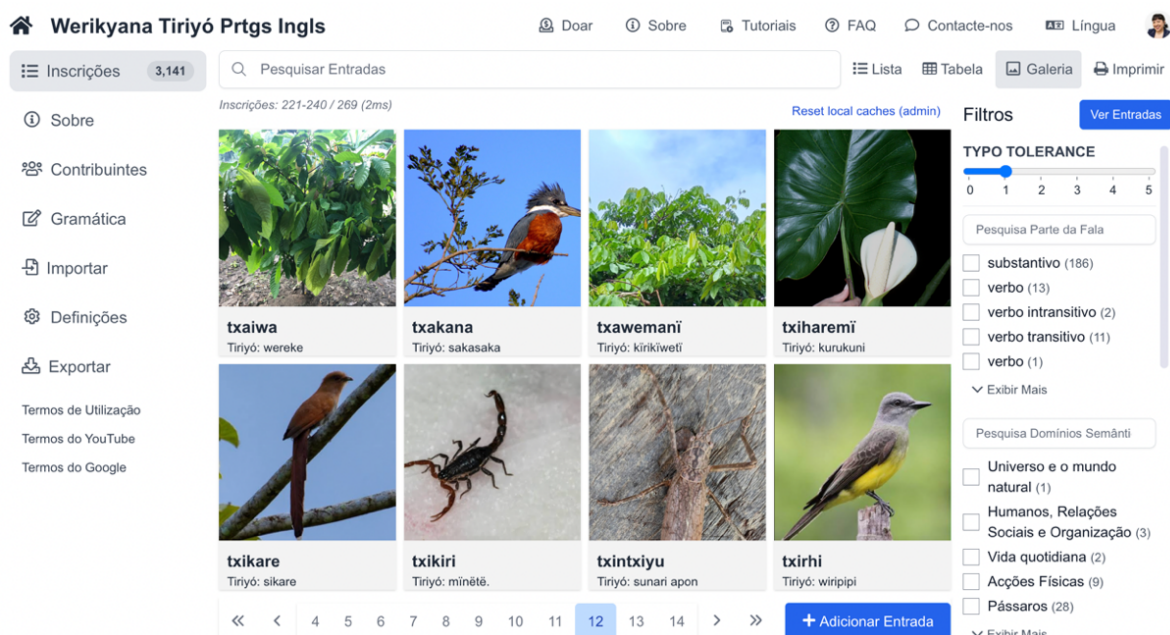 Werikyana Tiriyó Prtgs Ingls
Doar
Sobre
Tutoriais
FAQ
Contacte-nos
Língua
Inscrições 3,141
Pesquisar Entradas
Lista
Tabela
Galeria
Imprimir
Sobre
Contribuintes
Gramática
Importar
Definições
Exportar
Termos de Utilização
Termos do YouTube
Termos do Google
Inscrições: 221-240 / 269 (2ms)
Reset local caches (admin)
txaiwa
Tiriyó: wereke
txakana
Tiriyó: sakasaka
txawemanï
Tiriyó: kïrikïwetï
txiharemï
Tiriyó: kurukuni
txikare
Tiriyó: sikare
txikiri
Tiriyó: mïnëtë.
txintxiyu
Tiriyó: sunari apon
txirhi
Tiriyó: wiripipi
4 5 6 7 8 9 10 11 12 13 14
+ Adicionar Entrada
Filtros
Ver Entradas
TYPO TOLERANCE
0 1 2 3 4 5
Pesquisa Parte da Fala
substantivo (186)
verbo (13)
verbo intransitivo (2)
verbo transitivo (11)
verbo (1)
Exibir Mais
Pesquisa Domínios Semânti
Universo e o mundo
natural (1)
Humanos, Relações
Sociais e Organização (3)
Vida quotidiana (2)
Acções Físicas (9)
Pássaros (28)
Exibir Mais